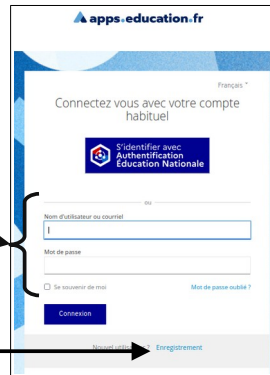 apps.education.fr
Français
Connectez vous avec votre compte
habituel
S'identifier avec
Authentification
Éducation Nationale
ou
Nom d'utilisateur ou courriel
Mot de passe
Se souvenir de moi
Mot de passe oublié ?
Connexion
Nouvel utilisateur ? Enregistrement